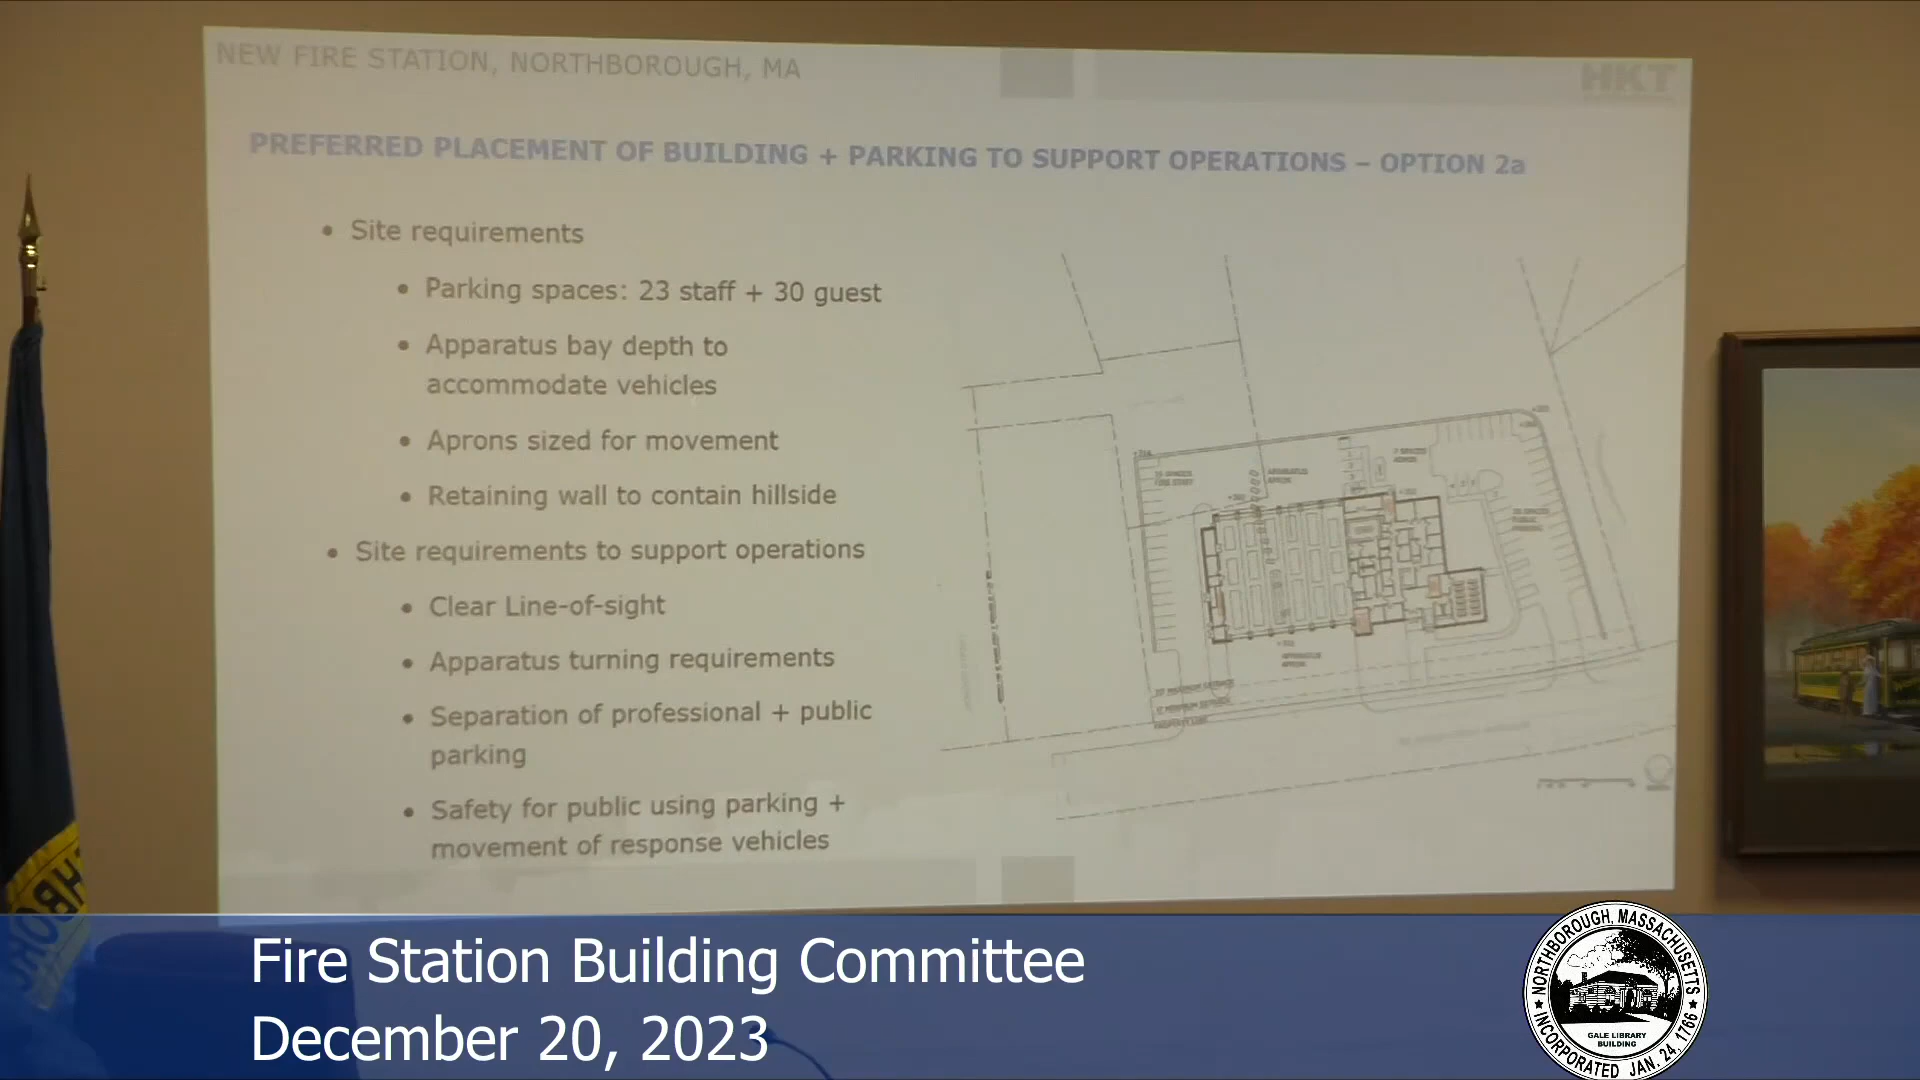 NEW FIRE STATION, NORTHBOROUGH, MA
HKT
PREFERRED PLACEMENT OF BUILDING + PARKING TO SUPPORT OPERATIONS – OPTION 2a
• Site requirements
• Parking spaces: 23 staff + 30 guest
• Apparatus bay depth to
accommodate vehicles
• Aprons sized for movement
• Retaining wall to contain hillside
• Site requirements to support operations
• Clear Line-of-sight
• Apparatus turning requirements
• Separation of professional + public
parking
• Safety for public using parking +
movement of response vehicles
APPARATUS
APRON
APPARATUS
APRON
Fire Station Building Committee
December 20, 2023
NORTHBOROUGH, MASSACHUSETTS
GALE LIBRARY
BUILDING
INCORPORATED JAN. 24, 1766